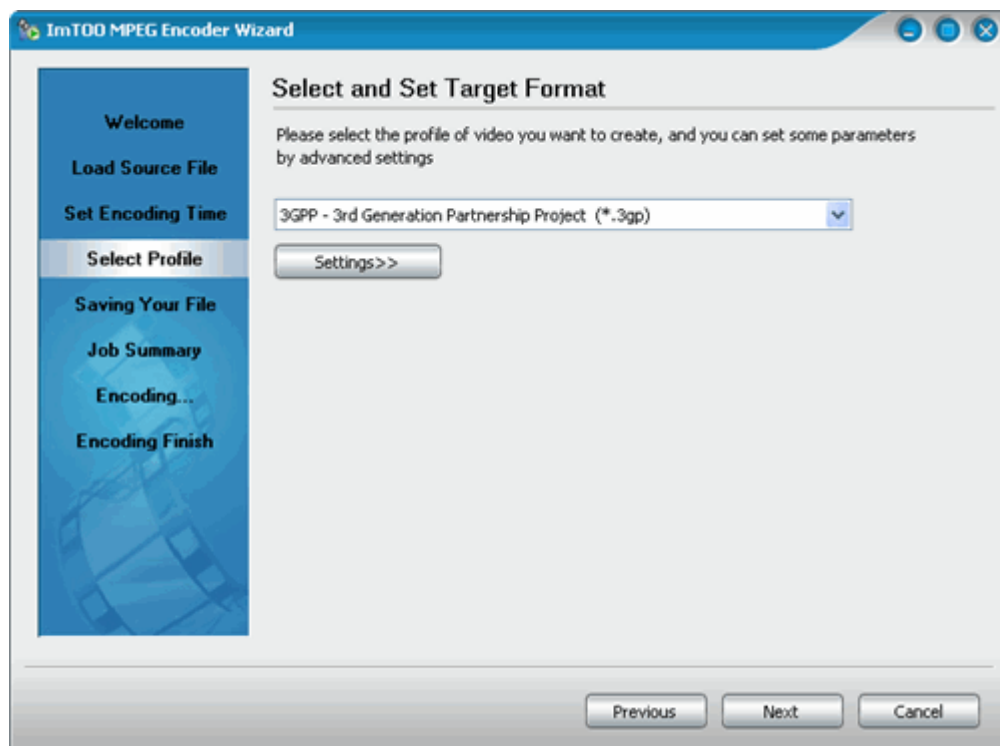 ImTOO MPEG Encoder Wizard
Welcome
Load Source File
Set Encoding Time
Select Profile
Saving Your File
Job Summary
Encoding...
Encoding Finish
Select and Set Target Format
Please select the profile of video you want to create, and you can set some parameters
by advanced settings
3GPP - 3rd Generation Partnership Project (*.3gp)
Settings>>
Previous
Next
Cancel